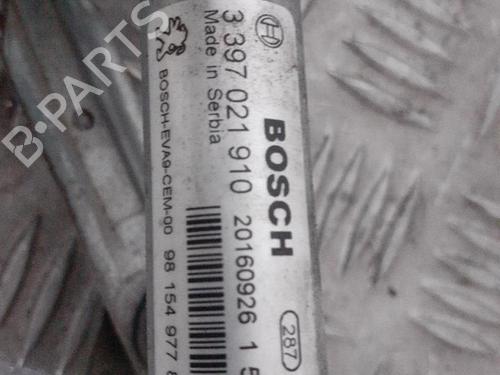 BOSCH
3 397 021 910 20160926 1
Made in Serbia
287
BOSCH-EVA9-CEM-00 98 154 977
B-PARTS